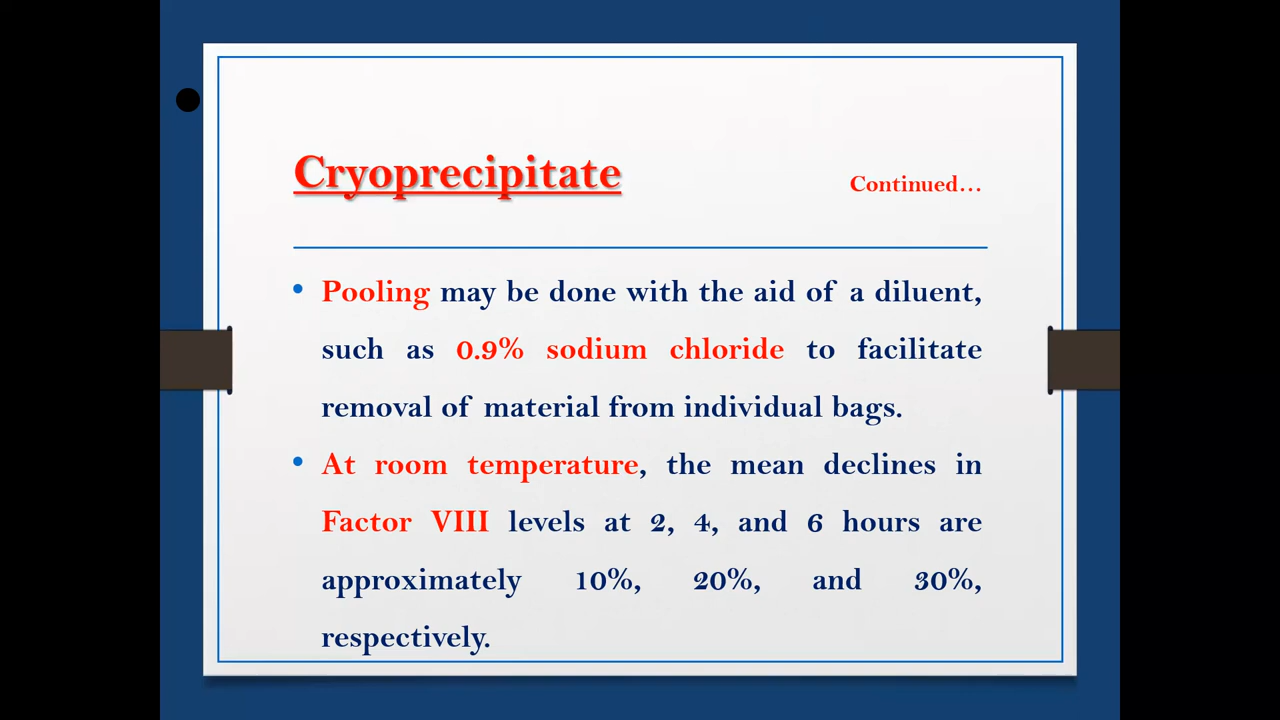 Cryoprecipitate Continued…
• Pooling may be done with the aid of a diluent,
such as 0.9% sodium chloride to facilitate
removal of material from individual bags.
• At room temperature, the mean declines in
Factor VIII levels at 2, 4, and 6 hours are
approximately 10%, 20%, and 30%,
respectively.